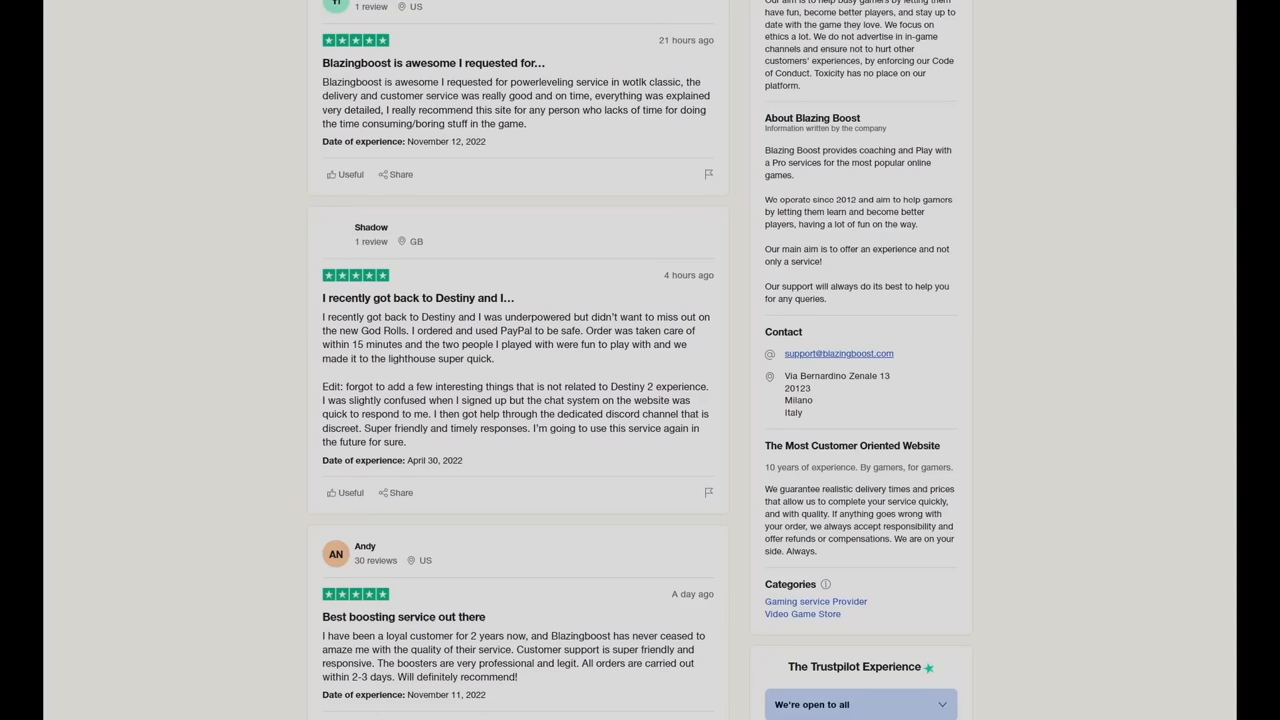 1 review US
21 hours ago
Blazingboost is awesome I requested for...
Blazingboost is awesome I requested for powerleveling service in wotlk classic, the
delivery and customer service was really good and on time, everything was explained
very detailed, I really recommend this site for any person who lacks of time for doing
the time consuming/boring stuff in the game.
Date of experience: November 12, 2022
Useful Share
Shadow
1 review GB
4 hours ago
I recently got back to Destiny and I...
I recently got back to Destiny and I was underpowered but didn't want to miss out on
the new God Rolls. I ordered and used PayPal to be safe. Order was taken care of
within 15 minutes and the two people I played with were fun to play with and we
made it to the lighthouse super quick.
Edit: forgot to add a few interesting things that is not related to Destiny 2 experience.
I was slightly confused when I signed up but the chat system on the website was
quick to respond to me. I then got help through the dedicated discord channel that is
discreet. Super friendly and timely responses. I'm going to use this service again in
the future for sure.
Date of experience: April 30, 2022
Useful Share
AN
Andy
30 reviews US
A day ago
Best boosting service out there
I have been a loyal customer for 2 years now, and Blazingboost has never ceased to
amaze me with the quality of their service. Customer support is super friendly and
responsive. The boosters are very professional and legit. All orders are carried out
within 2-3 days. Will definitely recommend!
Date of experience: November 11, 2022
Our aim is to help busy gamers by letting them
have fun, become better players, and stay up to
date with the game they love. We focus on
ethics a lot. We do not advertise in in-game
channels and ensure not to hurt other
customers' experiences, by enforcing our Code
of Conduct. Toxicity has no place on our
platform.
About Blazing Boost
Information written by the company
Blazing Boost provides coaching and Play with
a Pro services for the most popular online
games.
We operate since 2012 and aim to help gamers
by letting them learn and become better
players, having a lot of fun on the way.
Our main aim is to offer an experience and not
only a service!
Our support will always do its best to help you
for any queries.
Contact
support@blazingboost.com
Via Bernardino Zenale 13
20123
Milano
Italy
The Most Customer Oriented Website
10 years of experience. By gamers, for gamers.
We guarantee realistic delivery times and prices
that allow us to complete your service quickly,
and with quality. If anything goes wrong with
your order, we always accept responsibility and
offer refunds or compensations. We are on your
side. Always.
Categories
Gaming service Provider
Video Game Store
The Trustpilot Experience
We're open to all